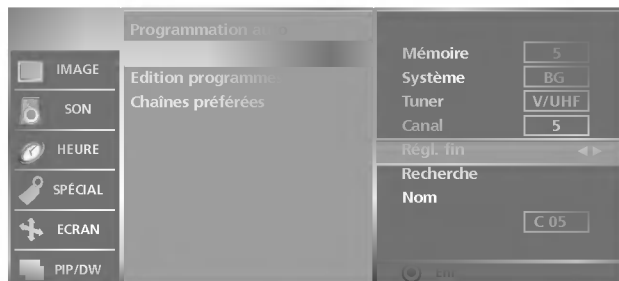 IMAGE
SON
HEURE
SPÉCIAL
ECRAN
PIP/DW
Programmation
Edition programmes
Chaînes préférées
Mémoire 5
Système BG
Tuner V/UHF
Canal 5
Régl. fin ◀ ▶
Recherche
Nom
C 05